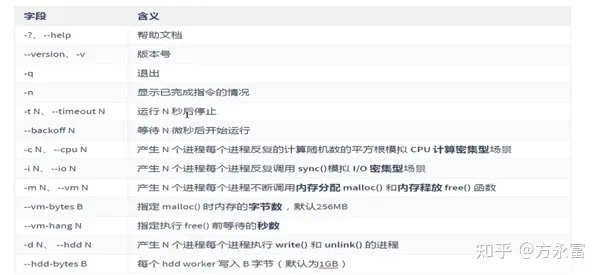 字段 含义
-?、--help 帮助文档
--version、-v 版本号
-q 退出
-n 显示已完成指令的情况
-t N、--timeout N 运行 N 秒后停止
--backoff N 等待 N 微秒后开始运行
-c N、--cpu N 产生 N 个进程每个进程反复的计算随机数的平方根模拟 CPU 计算密集型场景
-i N、--io N 产生 N 个进程每个进程反复调用 sync()模拟 I/O 密集型场景
-m N、--vm N 产生 N 个进程每个进程不断调用内存分配 malloc() 和内存释放 free() 函数
--vm-bytes B 指定 malloc() 时内存的字节数，默认256MB
--vm-hang N 指定执行 free() 前等待的秒数
-d N、--hdd N 产生 N 个进程每个进程执行 write() 和 unlink() 的进程
--hdd-bytes B 每个 hdd worker 写入 B 字节（默认为1GB）
知乎 @方永富